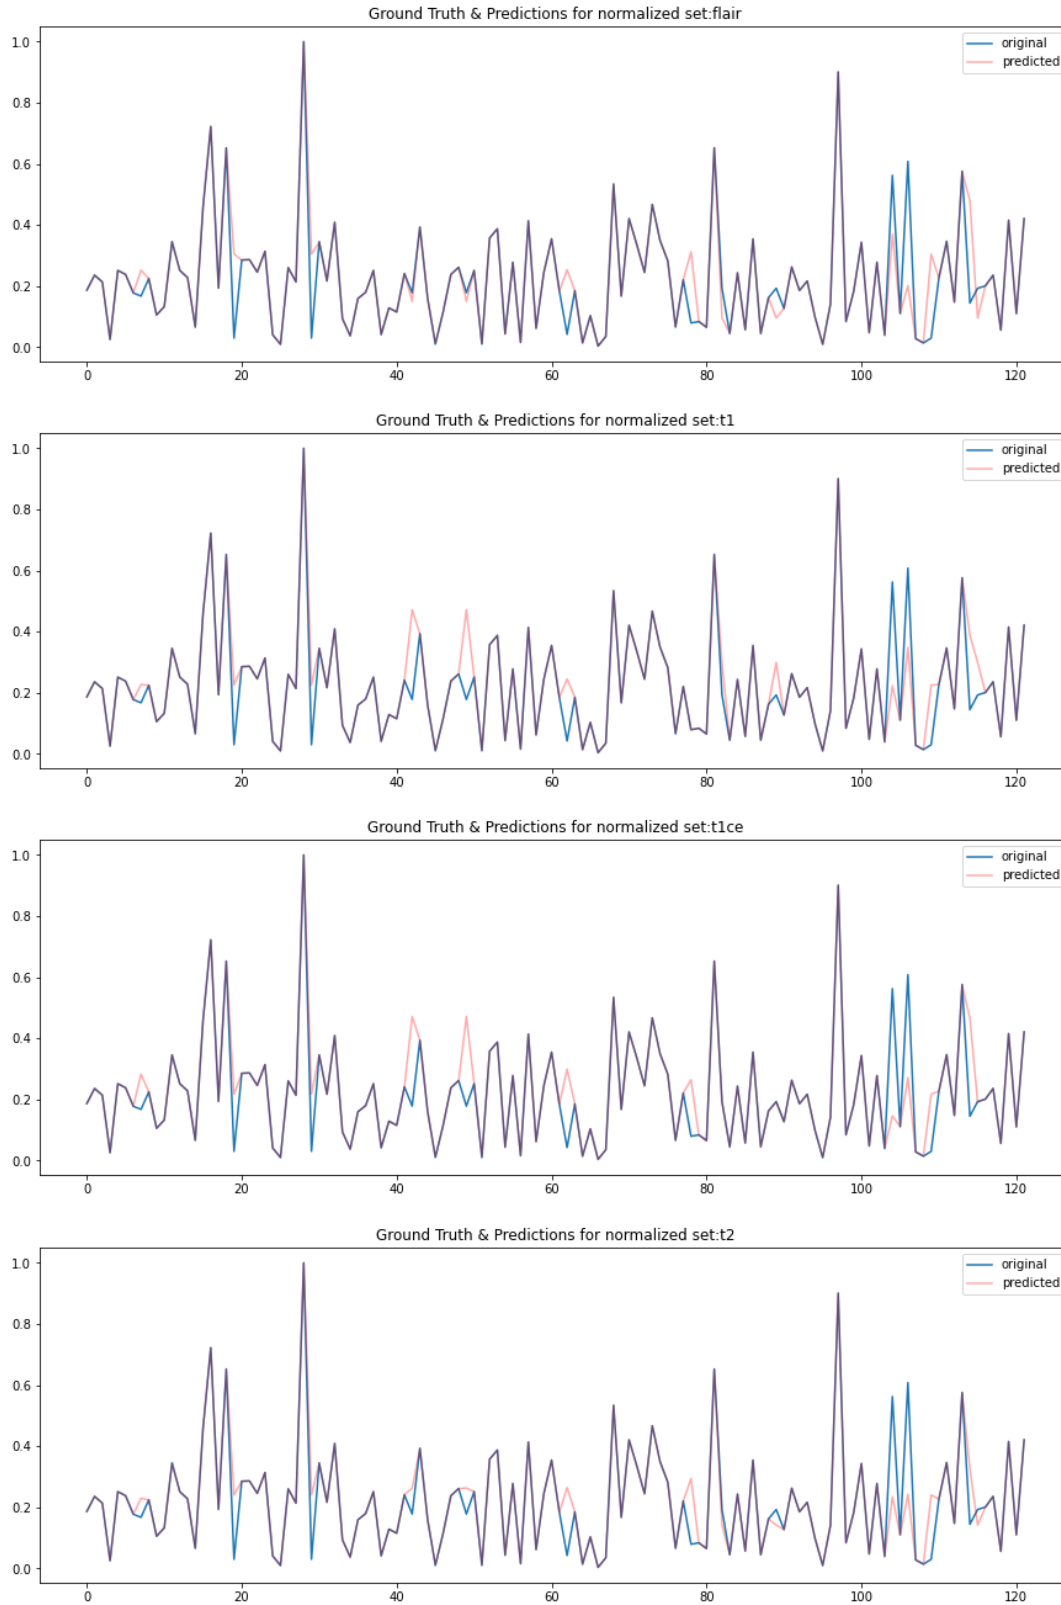 Ground Truth & Predictions for normalized set:flair
original
predicted
1.0
0.8
0.6
0.4
0.2
0.0
0 20 40 60 80 100 120
Ground Truth & Predictions for normalized set:t1
original
predicted
1.0
0.8
0.6
0.4
0.2
0.0
0 20 40 60 80 100 120
Ground Truth & Predictions for normalized set:t1ce
original
predicted
1.0
0.8
0.6
0.4
0.2
0.0
0 20 40 60 80 100 120
Ground Truth & Predictions for normalized set:t2
original
predicted
1.0
0.8
0.6
0.4
0.2
0.0
0 20 40 60 80 100 120